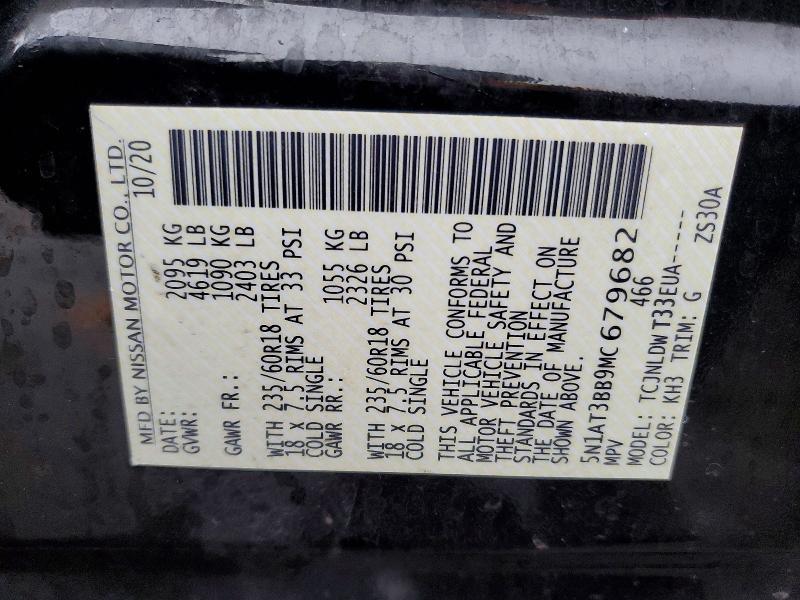 MFD BY NISSAN MOTOR CO., LTD.
DATE: 10/20
GVWR: 2095 KG
4619 LB
GAWR FR.: 1090 KG
2403 LB
WITH 235/60R18 TIRES
18 X 7.5 RIMS AT 33 PSI
COLD SINGLE
GAWR RR.: 1055 KG
2326 LB
WITH 235/60R18 TIRES
18 X 7.5 RIMS AT 30 PSI
COLD SINGLE
THIS VEHICLE CONFORMS TO
ALL APPLICABLE FEDERAL
MOTOR VEHICLE SAFETY AND
THEFT PREVENTION
STANDARDS IN EFFECT ON
THE DATE OF MANUFACTURE
SHOWN ABOVE.
5N1AT3BB9MC679682
MPV 466
MODEL: TCJNLDWT33EUA------
COLOR: KH3 TRIM: G ZS30A